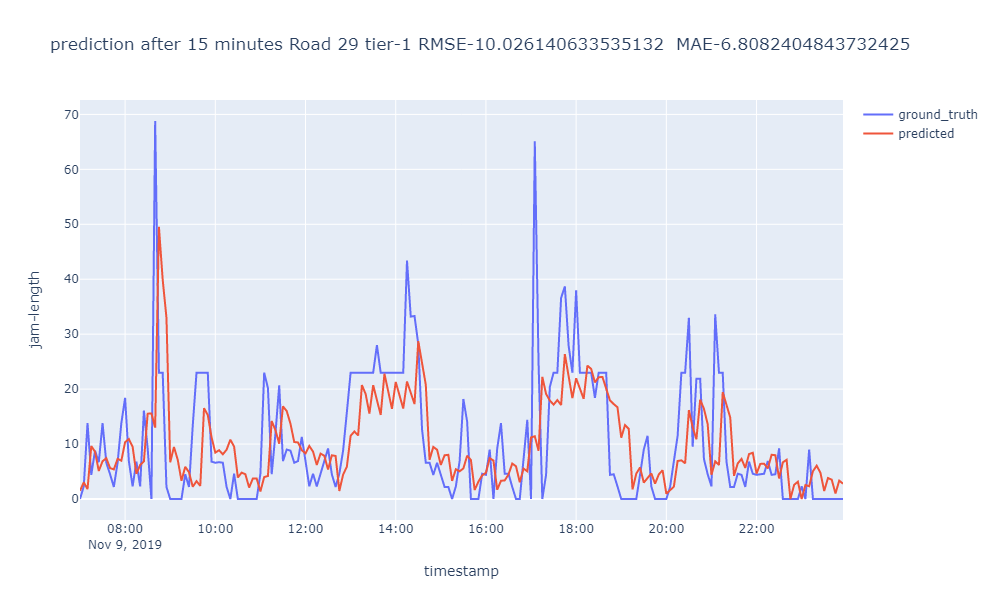 prediction after 15 minutes Road 29 tier-1 RMSE-10.026140633535132  MAE-6.8082404843732425
ground_truth
predicted
70
60
50
40
30
20
10
0
jam-length
08:00 10:00 12:00 14:00 16:00 18:00 20:00 22:00
Nov 9, 2019
timestamp